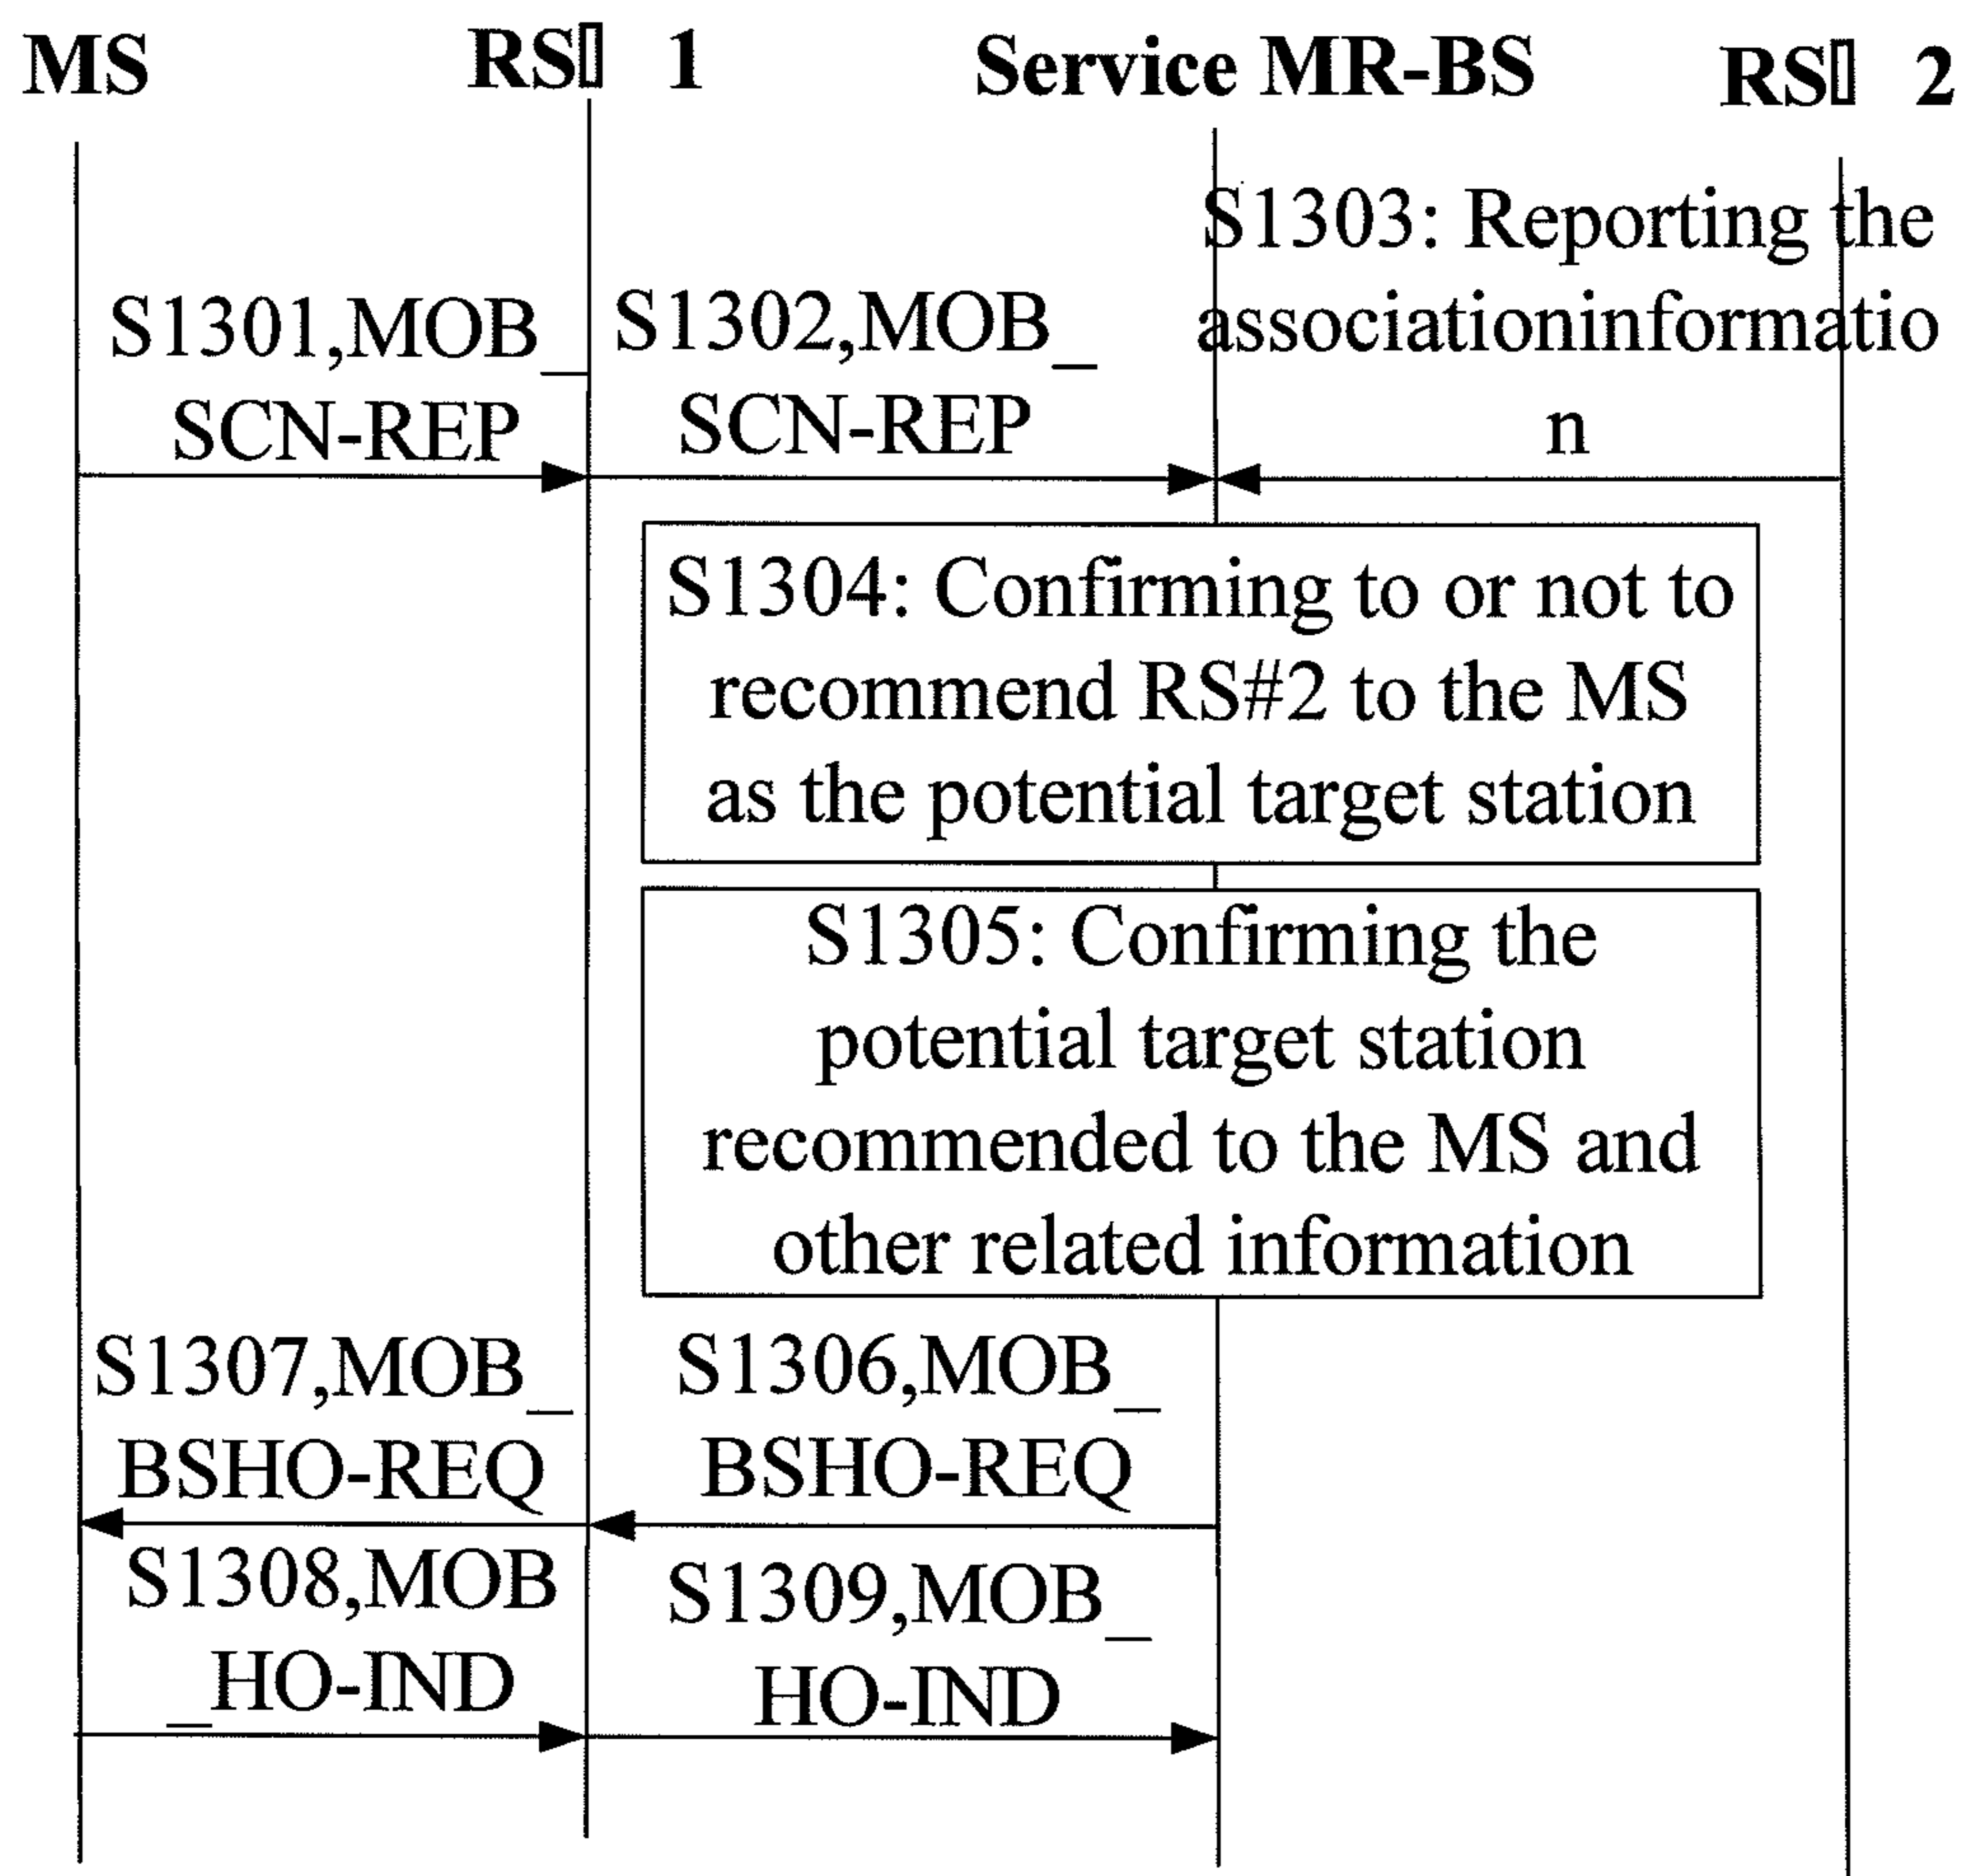 MS RS▯ 1 Service MR-BS RS▯ 2
S1303: Reporting the
associationinformatio
n
S1301,MOB_
SCN-REP
S1302,MOB_
SCN-REP
S1304: Confirming to or not to
recommend RS#2 to the MS
as the potential target station
S1305: Confirming the
potential target station
recommended to the MS and
other related information
S1307,MOB_
BSHO-REQ
S1306,MOB_
BSHO-REQ
S1308,MOB
_HO-IND
S1309,MOB_
HO-IND